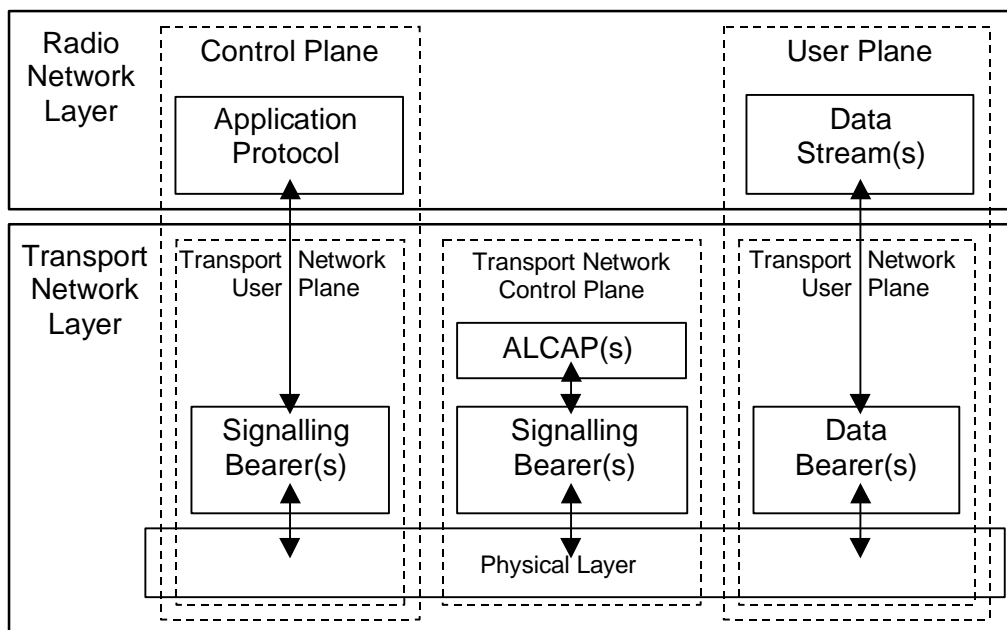 Radio
Network
Layer
Control Plane
User Plane
Application
Protocol
Data
Stream(s)
Transport
Network
Layer
Transport Network
User Plane
Transport Network
Control Plane
Transport Network
User Plane
ALCAP(s)
Signalling
Bearer(s)
Signalling
Bearer(s)
Data
Bearer(s)
Physical Layer